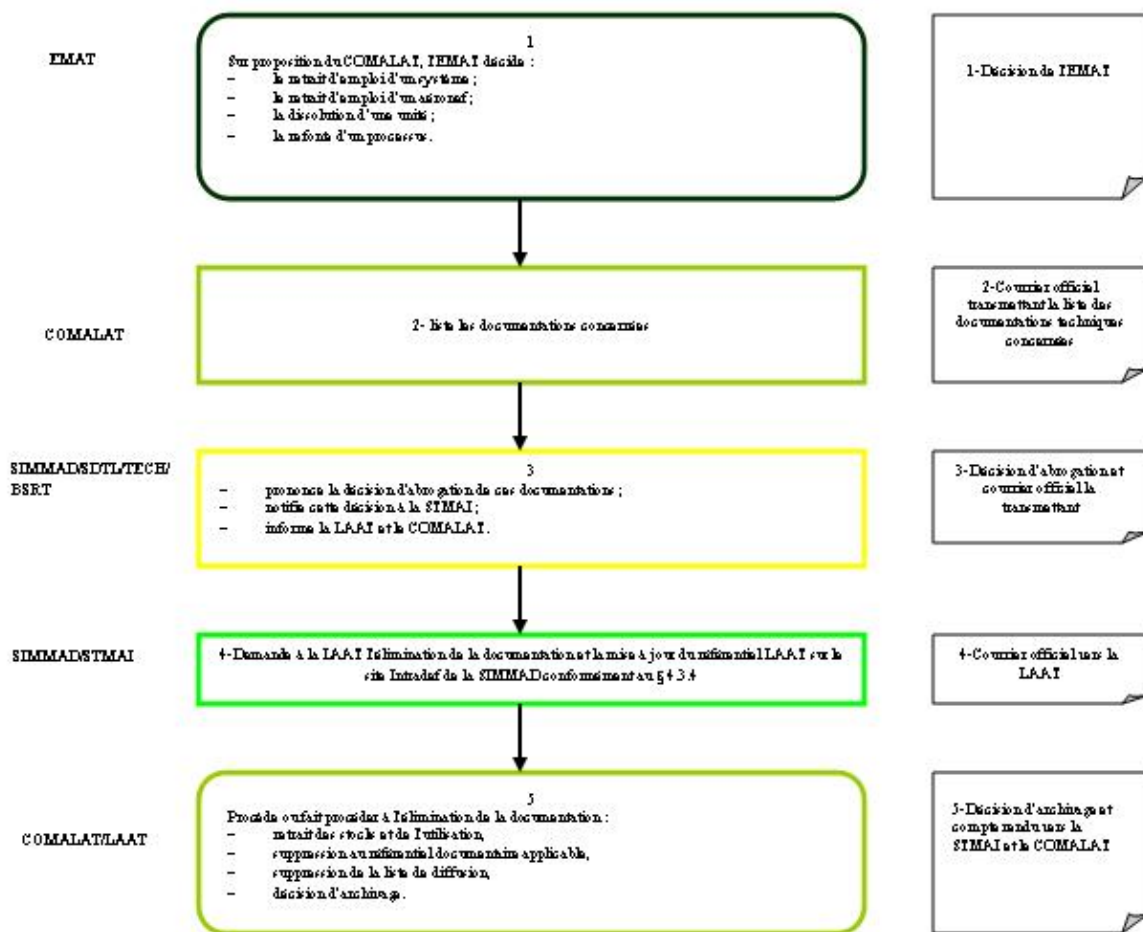 EMAT
1
Sur proposition du COMALAT, l'EMAT décide :
– le retrait d'emploi d'un système ;
– le retrait d'emploi d'un aéronef ;
– la dissolution d'une unité ;
– la refonte d'un processus.
1-Décision de l'EMAT
COMALAT
2- liste les documentations concernées
2-Courrier officiel
transmettant la liste des
documentations techniques
concernées
SIMMAD/SDTL/TECH/
BSRT
3
– prononce la décision d'abrogation de ces documentations ;
– notifie cette décision à la STMAI ;
– informe la LAAT et le COMALAT.
3-Décision d'abrogation et
courrier officiel la
transmettant
SIMMAD/STMAI
4-Demande à la LAAT l'élimination de la documentation et la mise à jour du référentiel LAAT sur le
site Intradef de la SIMMAD conformément au § 4.3.4
4-Courrier officiel vers la
LAAT
COMALAT/LAAT
5
Procède ou fait procéder à l'élimination de la documentation :
– retrait des stocks et de l'utilisation,
– suppression au référentiel documentaire applicable,
– suppression de la liste de diffusion,
– décision d'archivage.
5-Décision d'archivage et
compte rendu vers la
STMAI et le COMALAT